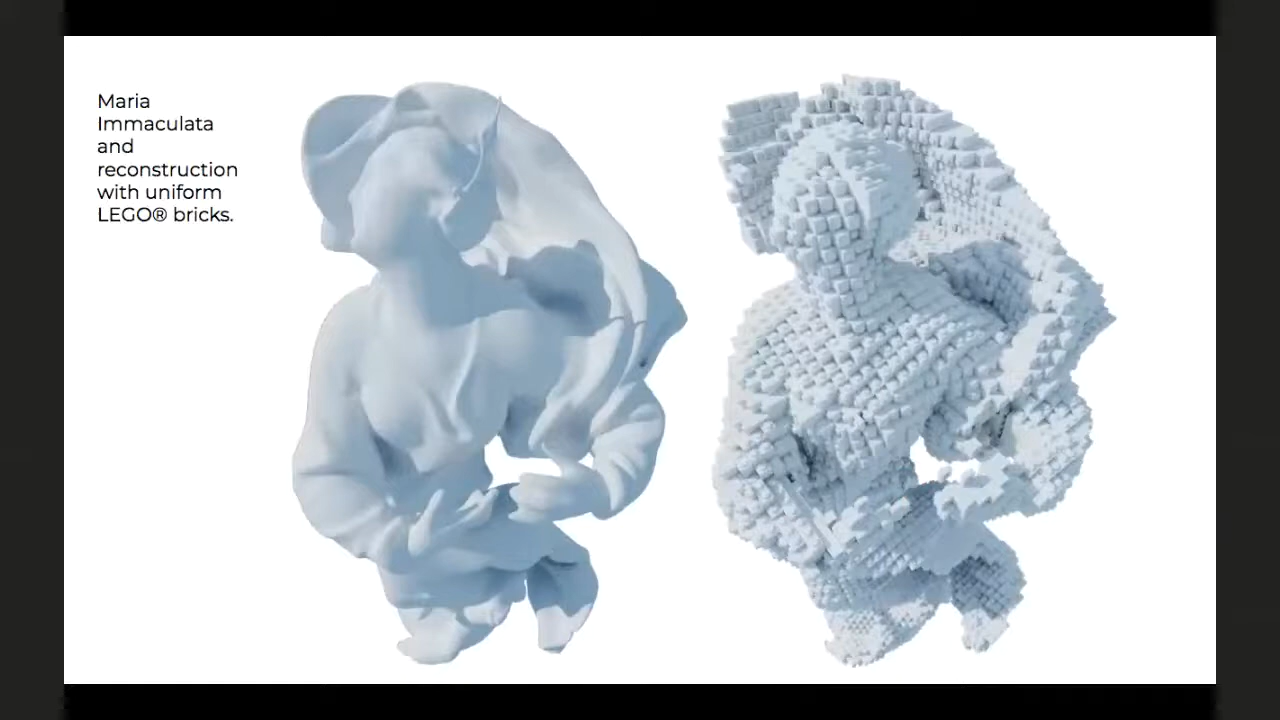 Maria
Immaculata
and
reconstruction
with uniform
LEGO® bricks.